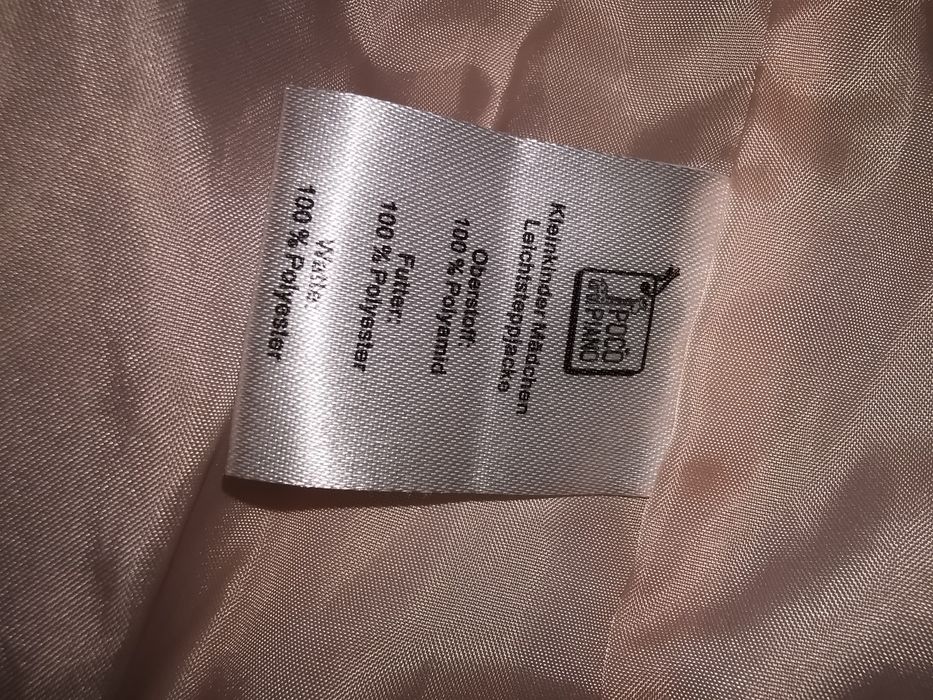 POCO
PIANO
Kleinkinder Mädchen
Leichtsteppjacke
Oberstoff:
100 % Polyamid
Futter:
100 % Polyester
Watte:
100 % Polyester